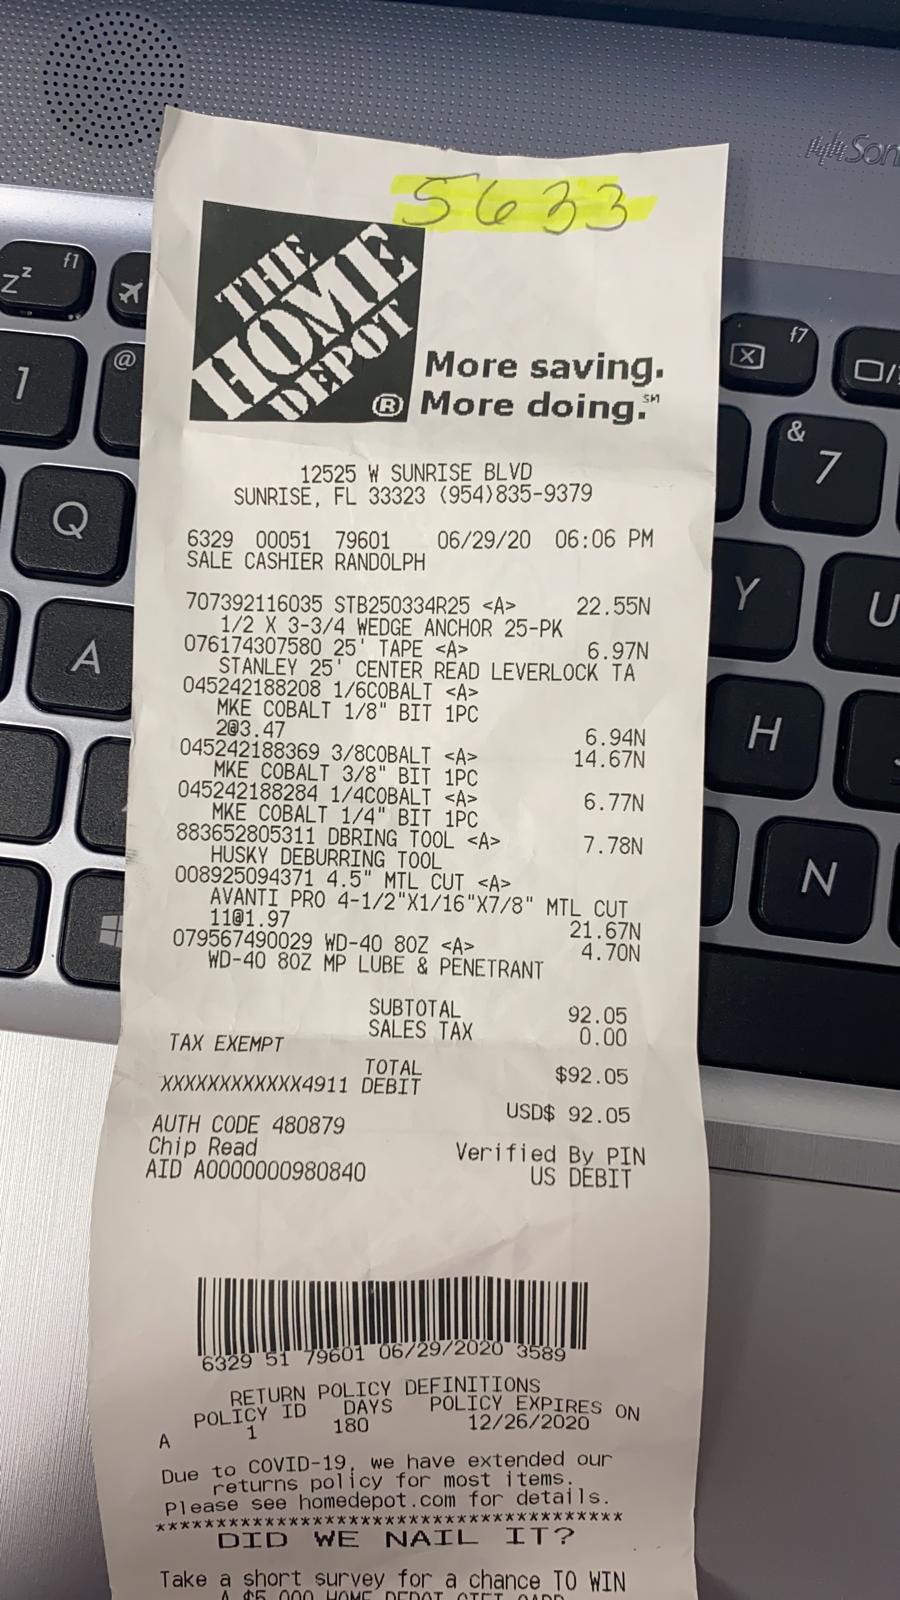 5633
THE
HOME
DEPOT
®
More saving.
More doing.℠
12525 W SUNRISE BLVD
SUNRISE, FL 33323 (954)835-9379
6329 00051 79601 06/29/20 06:06 PM
SALE CASHIER RANDOLPH
707392116035 STB250334R25 <A> 22.55N
1/2 X 3-3/4 WEDGE ANCHOR 25-PK
076174307580 25' TAPE <A> 6.97N
STANLEY 25' CENTER READ LEVERLOCK TA
045242188208 1/6COBALT <A>
MKE COBALT 1/8" BIT 1PC
2@3.47 6.94N
045242188369 3/8COBALT <A> 14.67N
MKE COBALT 3/8" BIT 1PC
045242188284 1/4COBALT <A> 6.77N
MKE COBALT 1/4" BIT 1PC
883652805311 DBRING TOOL <A> 7.78N
HUSKY DEBURRING TOOL
008925094371 4.5" MTL CUT <A>
AVANTI PRO 4-1/2"X1/16"X7/8" MTL CUT
11@1.97 21.67N
079567490029 WD-40 8OZ <A> 4.70N
WD-40 8OZ MP LUBE & PENETRANT
SUBTOTAL 92.05
SALES TAX 0.00
TAX EXEMPT
TOTAL $92.05
XXXXXXXXXXXX4911 DEBIT
USD$ 92.05
AUTH CODE 480879
Chip Read Verified By PIN
AID A0000000980840 US DEBIT
6329 51 79601 06/29/2020 3589
RETURN POLICY DEFINITIONS
POLICY ID DAYS POLICY EXPIRES ON
A 1 180 12/26/2020
Due to COVID-19, we have extended our
returns policy for most items.
Please see homedepot.com for details.
***************************************
DID WE NAIL IT?
Take a short survey for a chance TO WIN
A $5,000 HOME DEPOT GIFT CARD
zᶻ f1
1
@
Q
A
f7
&
7
Y
U
H
N